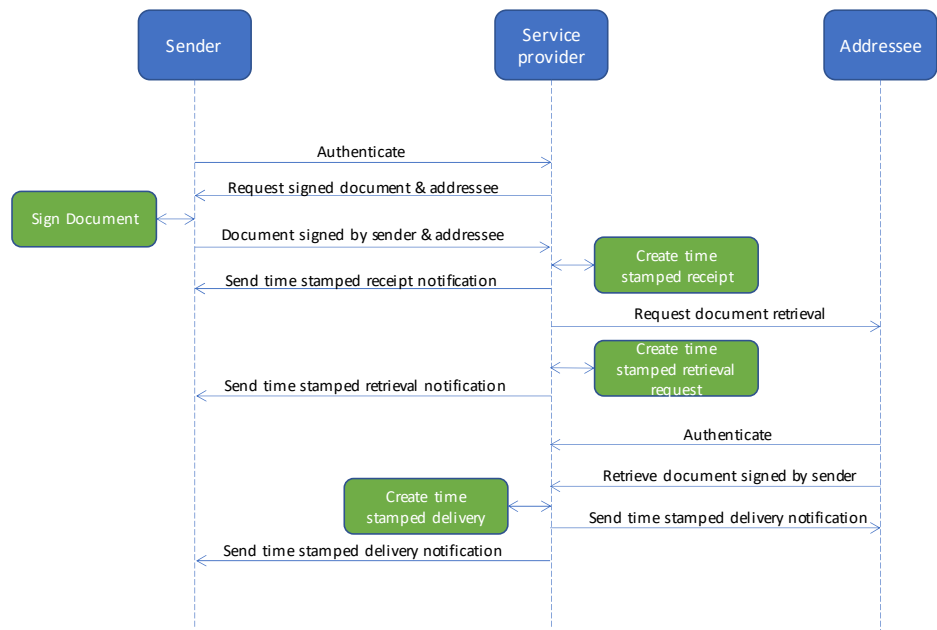 Sender
Service
provider
Addressee
Authenticate
Request signed document & addressee
Sign Document
Document signed by sender & addressee
Create time
stamped receipt
Send time stamped receipt notification
Request document retrieval
Create time
stamped retrieval
request
Send time stamped retrieval notification
Authenticate
Retrieve document signed by sender
Create time
stamped delivery
Send time stamped delivery notification
Send time stamped delivery notification